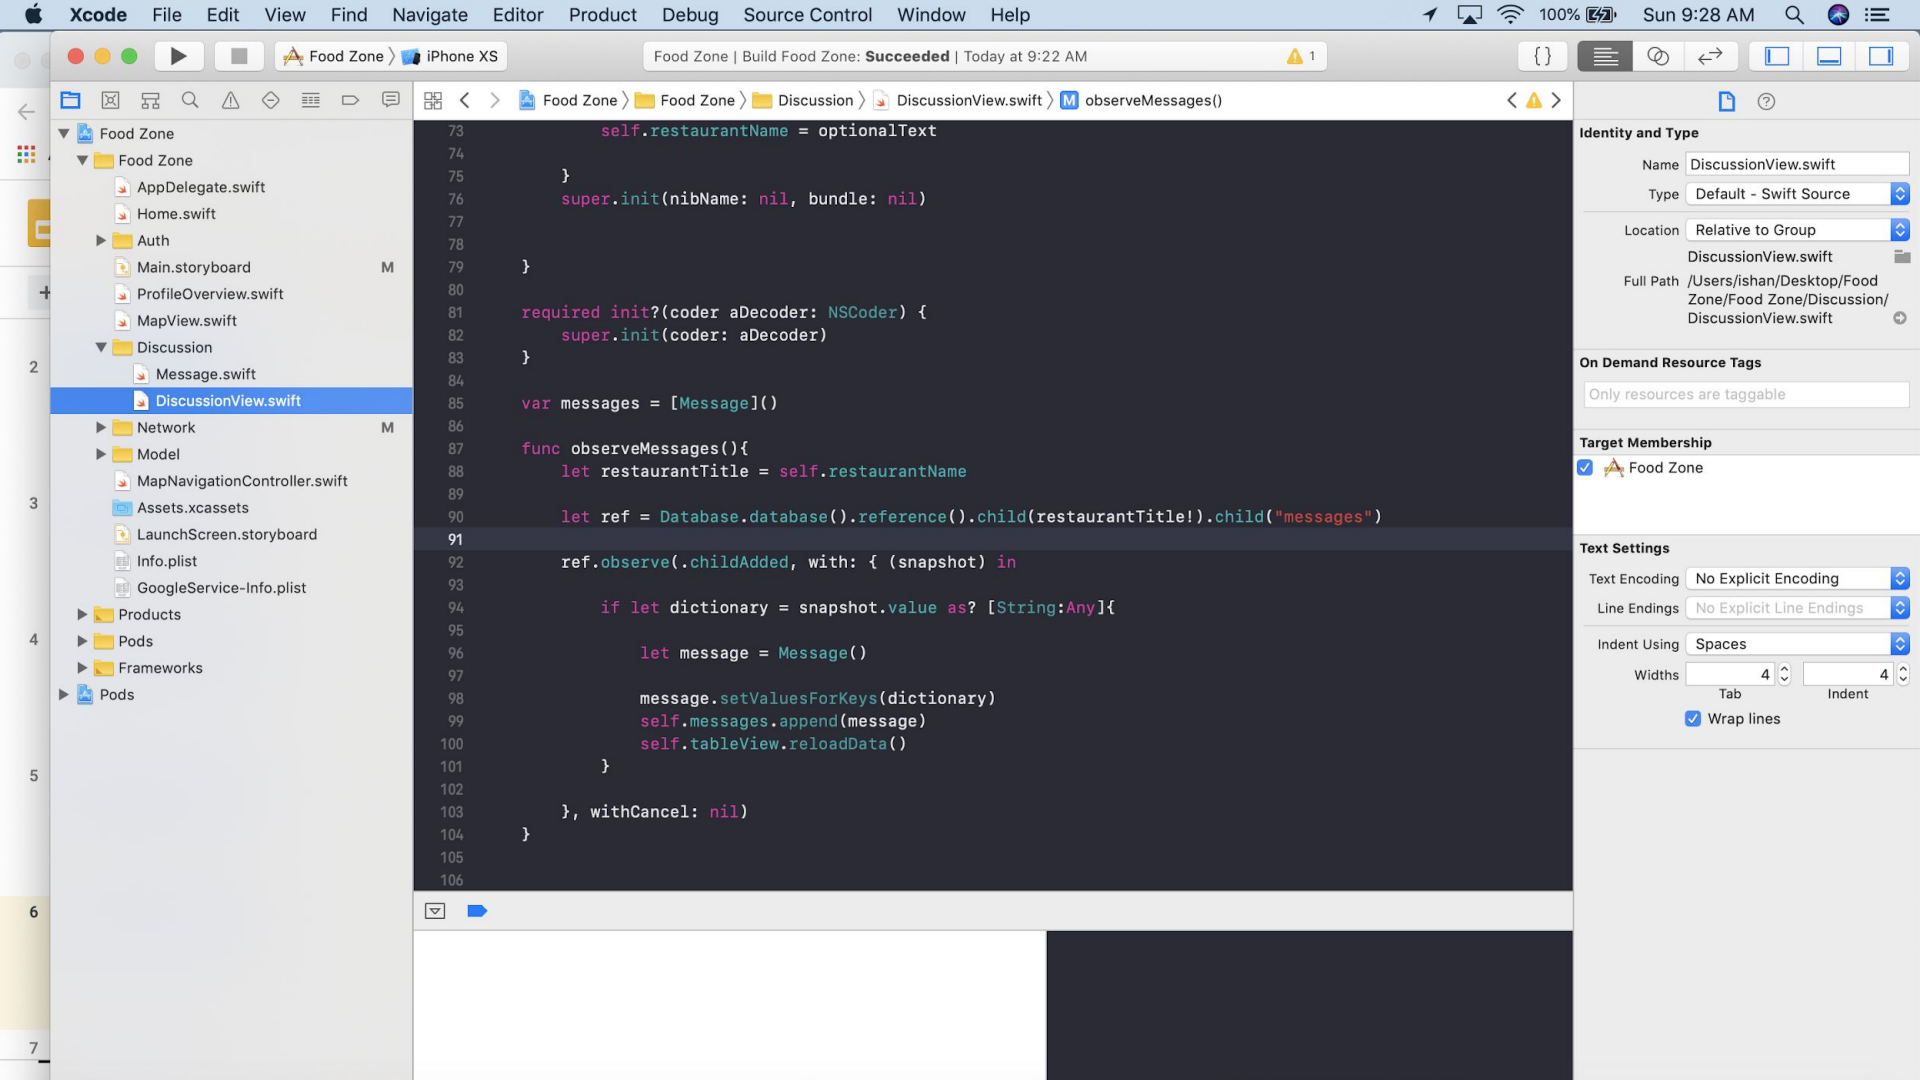 Xcode File Edit View Find Navigate Editor Product Debug Source Control Window Help 100% Sun 9:28 AM
Food Zone iPhone XS Food Zone | Build Food Zone: Succeeded | Today at 9:22 AM 1 {}
Food Zone Food Zone Discussion DiscussionView.swift M observeMessages()
Food Zone
Food Zone
AppDelegate.swift
Home.swift
Auth
Main.storyboard M
ProfileOverview.swift
MapView.swift
Discussion
Message.swift
DiscussionView.swift
Network M
Model
MapNavigationController.swift
Assets.xcassets
LaunchScreen.storyboard
Info.plist
GoogleService-Info.plist
Products
Pods
Frameworks
Pods
2
3
4
5
6
7
73 self.restaurantName = optionalText
74
75 }
76 super.init(nibName: nil, bundle: nil)
77
78
79 }
80
81 required init?(coder aDecoder: NSCoder) {
82 super.init(coder: aDecoder)
83 }
84
85 var messages = [Message]()
86
87 func observeMessages(){
88 let restaurantTitle = self.restaurantName
89
90 let ref = Database.database().reference().child(restaurantTitle!).child("messages")
91
92 ref.observe(.childAdded, with: { (snapshot) in
93
94 if let dictionary = snapshot.value as? [String:Any]{
95
96 let message = Message()
97
98 message.setValuesForKeys(dictionary)
99 self.messages.append(message)
100 self.tableView.reloadData()
101 }
102
103 }, withCancel: nil)
104 }
105
106
Identity and Type
Name DiscussionView.swift
Type Default - Swift Source
Location Relative to Group
DiscussionView.swift
Full Path /Users/ishan/Desktop/Food
Zone/Food Zone/Discussion/
DiscussionView.swift
On Demand Resource Tags
Only resources are taggable
Target Membership
Food Zone
Text Settings
Text Encoding No Explicit Encoding
Line Endings No Explicit Line Endings
Indent Using Spaces
Widths 4 4
Tab Indent
Wrap lines